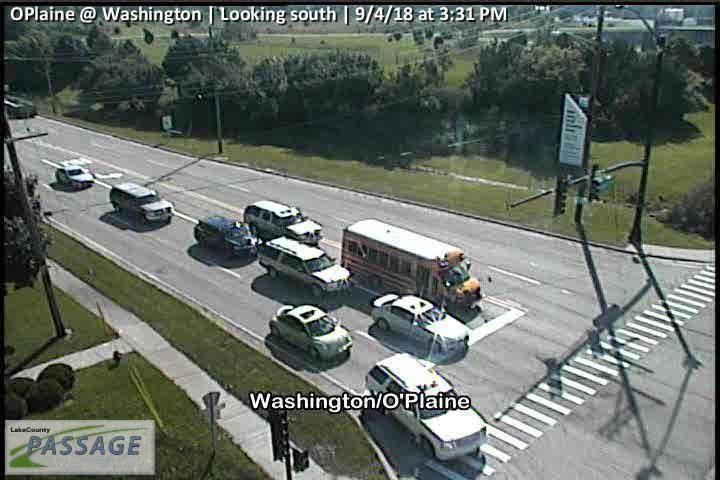 OPlaine @ Washington | Looking south | 9/4/18 at 3:31 PM
Washington/O'Plaine
LakeCounty
PASSAGE